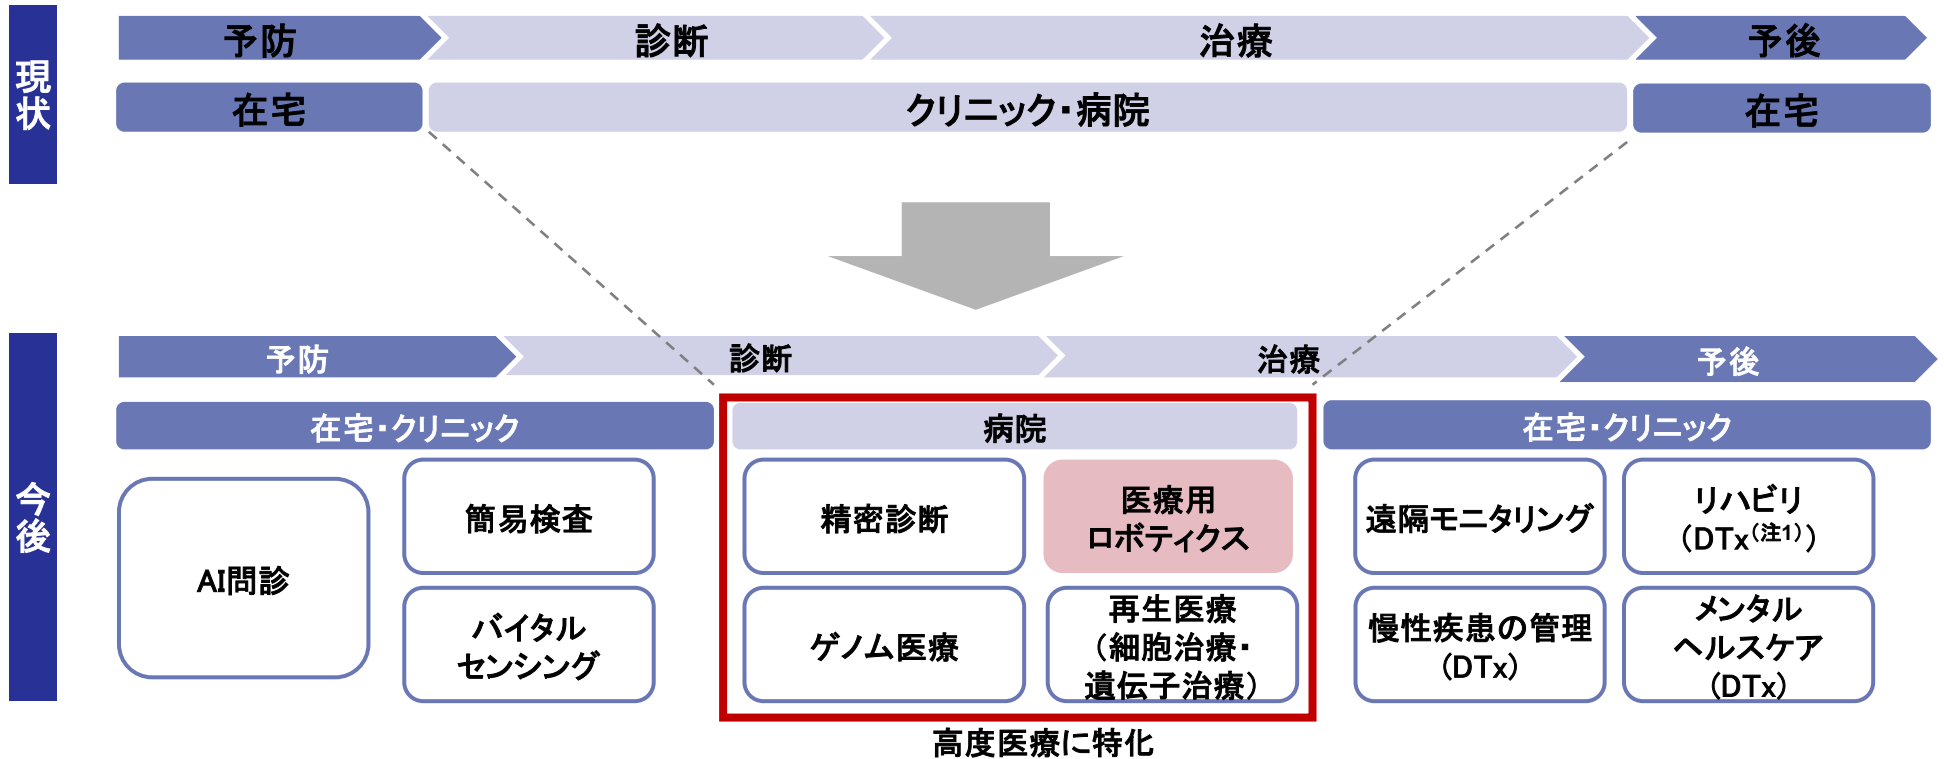 現状
予防
診断
治療
予後
在宅
クリニック・病院
在宅
今後
予防
診断
治療
予後
在宅・クリニック
病院
在宅・クリニック
AI問診
簡易検査
バイタル
センシング
精密診断
医療用
ロボティクス
ゲノム医療
再生医療
（細胞治療・
遺伝子治療）
遠隔モニタリング
リハビリ
（DTx（注1））
慢性疾患の管理
（DTx）
メンタル
ヘルスケア
（DTx）
高度医療に特化